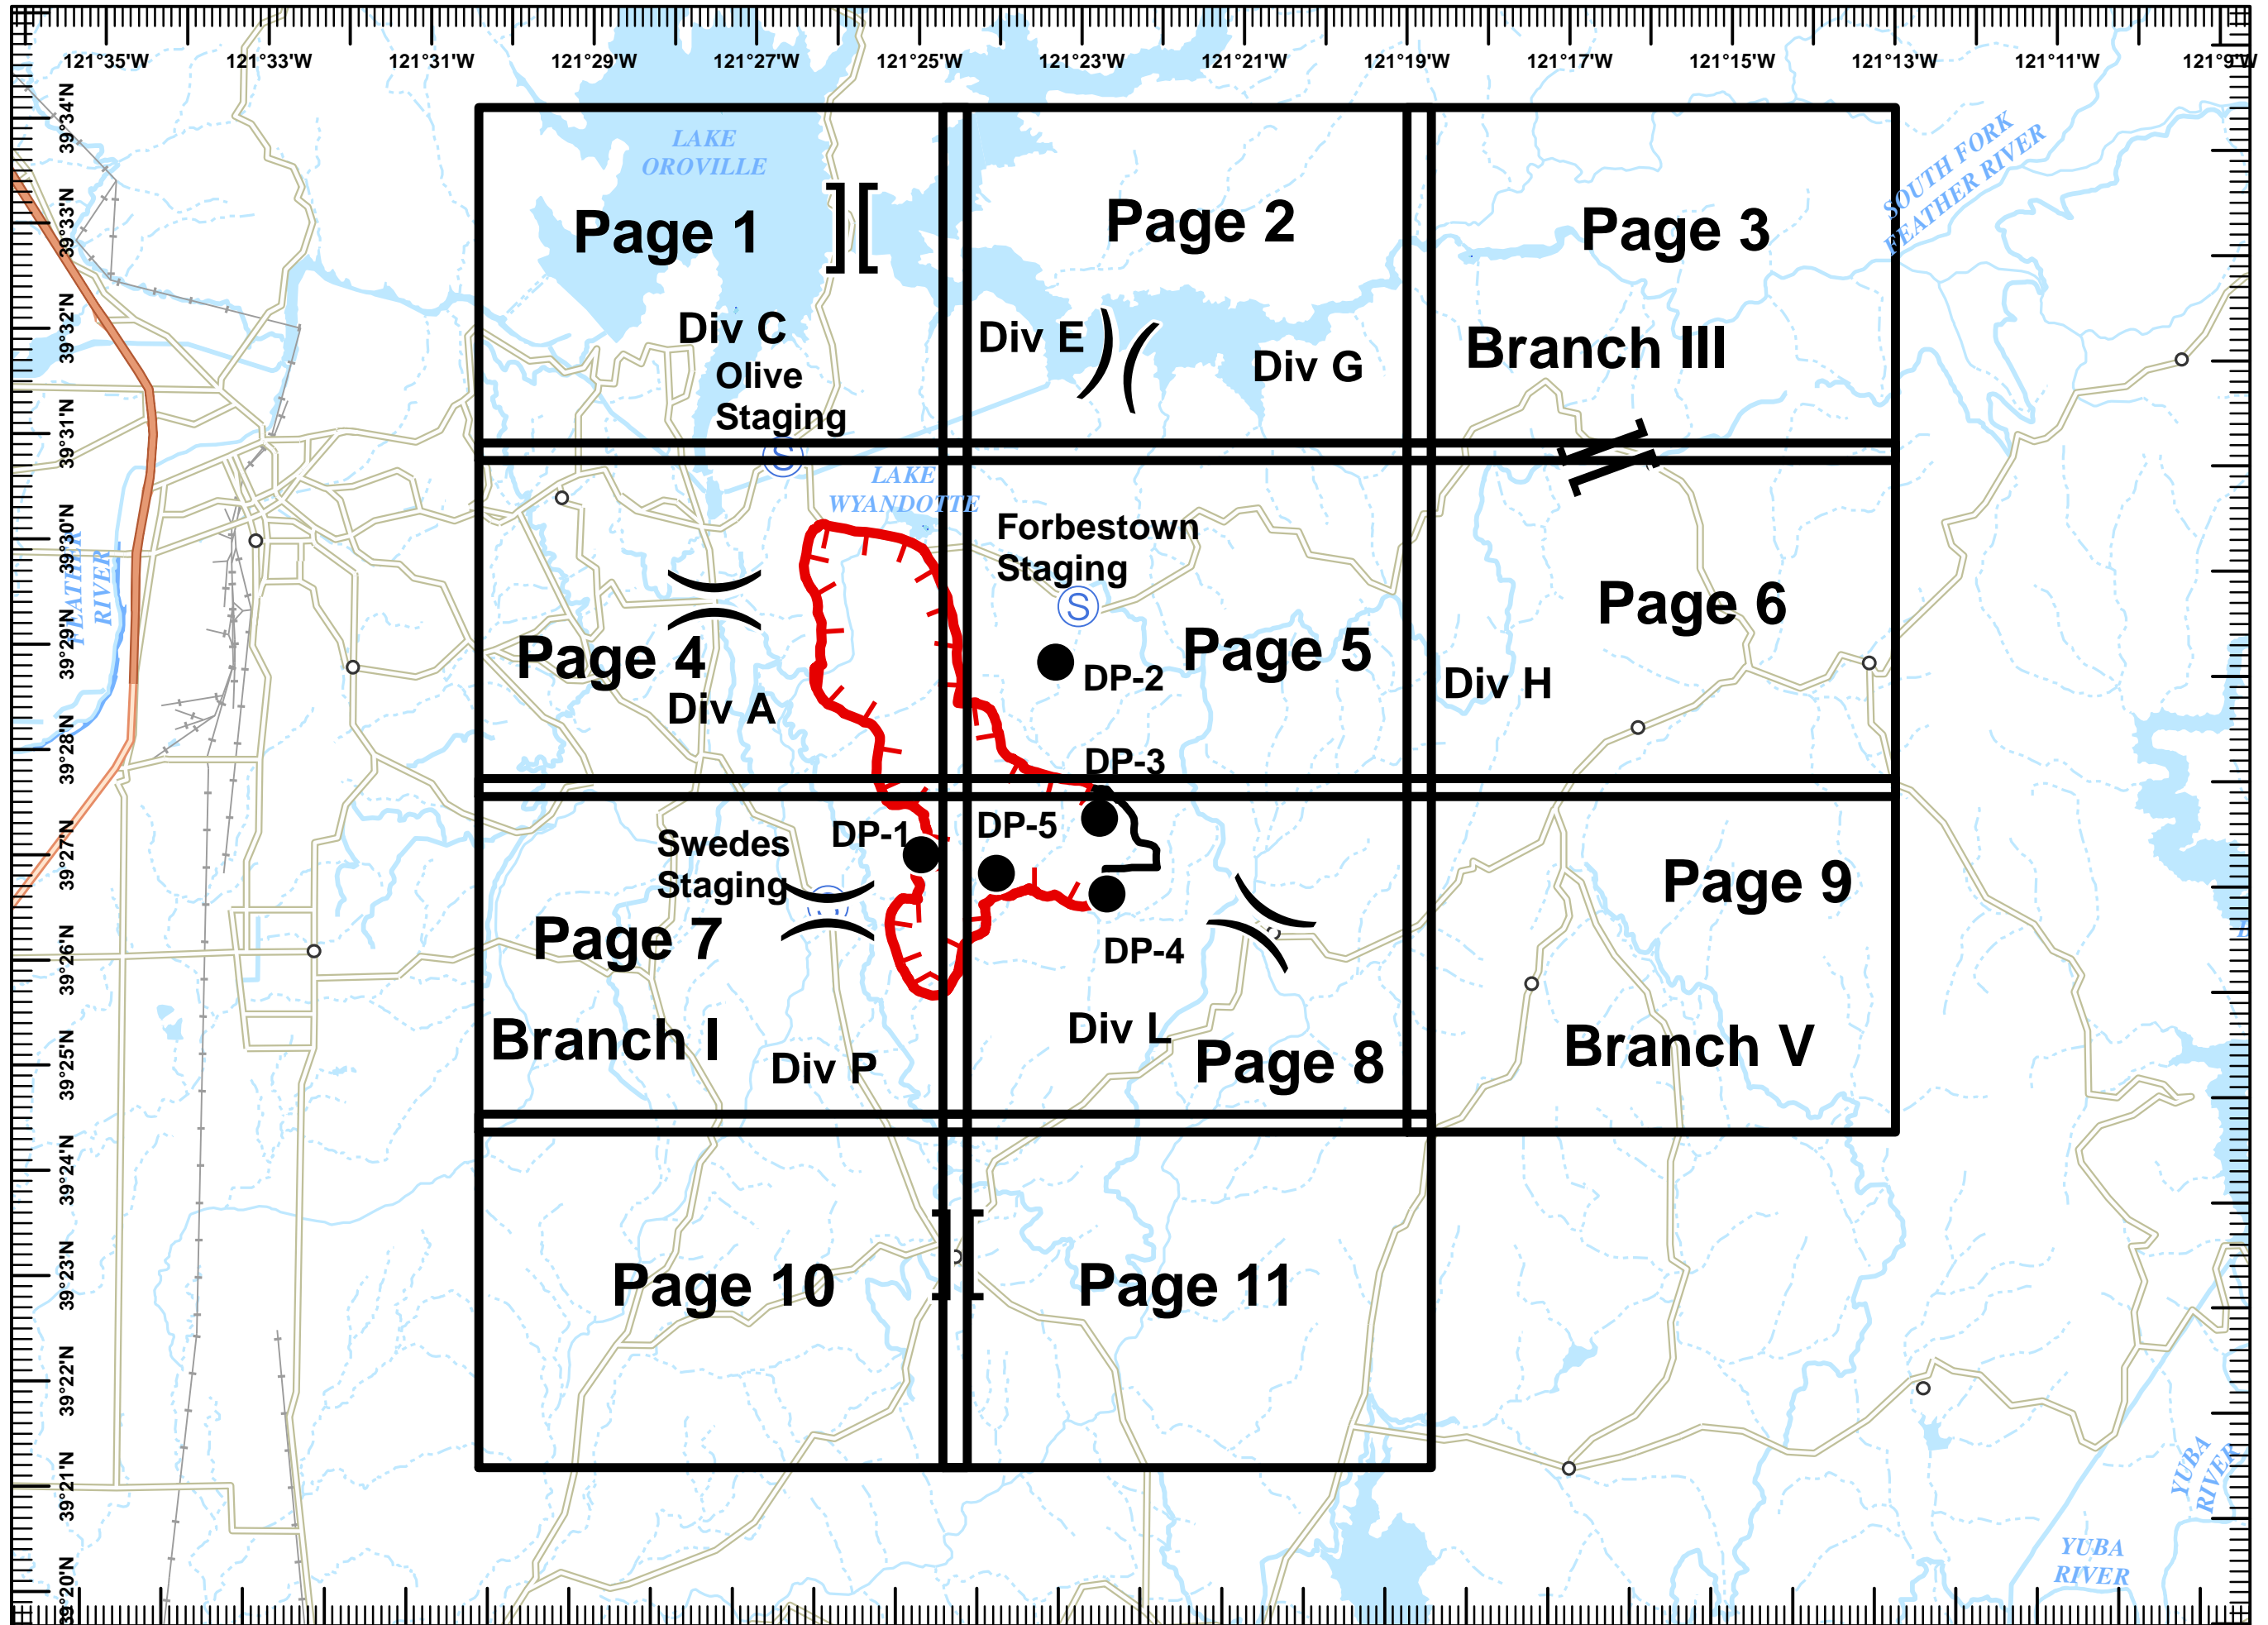 121°35'W 121°33'W 121°31'W 121°29'W 121°27'W 121°25'W 121°23'W 121°21'W 121°19'W 121°17'W 121°15'W 121°13'W 121°11'W 121°9'W
39°34'N
39°33'N
39°32'N
39°31'N
39°30'N
39°29'N
39°28'N
39°27'N
39°26'N
39°25'N
39°24'N
39°23'N
39°22'N
39°21'N
39°20'N
LAKE
OROVILLE
SOUTH FORK
FEATHER RIVER
Page 1
][
Page 2
Page 3
Div C
Div E
)(
Div G
Branch III
Olive
Staging
S
LAKE
WYANDOTTE
FEATHER
RIVER
Forbestown
Staging
S
Page 4
Div A
DP-2
Page 5
Page 6
Div H
DP-3
DP-1
DP-5
Swedes
Staging
Page 7
DP-4
Page 9
Branch I
Div P
Div L
Page 8
Branch V
][
Page 10
Page 11
YUBA
RIVER
YUBA
RIVER